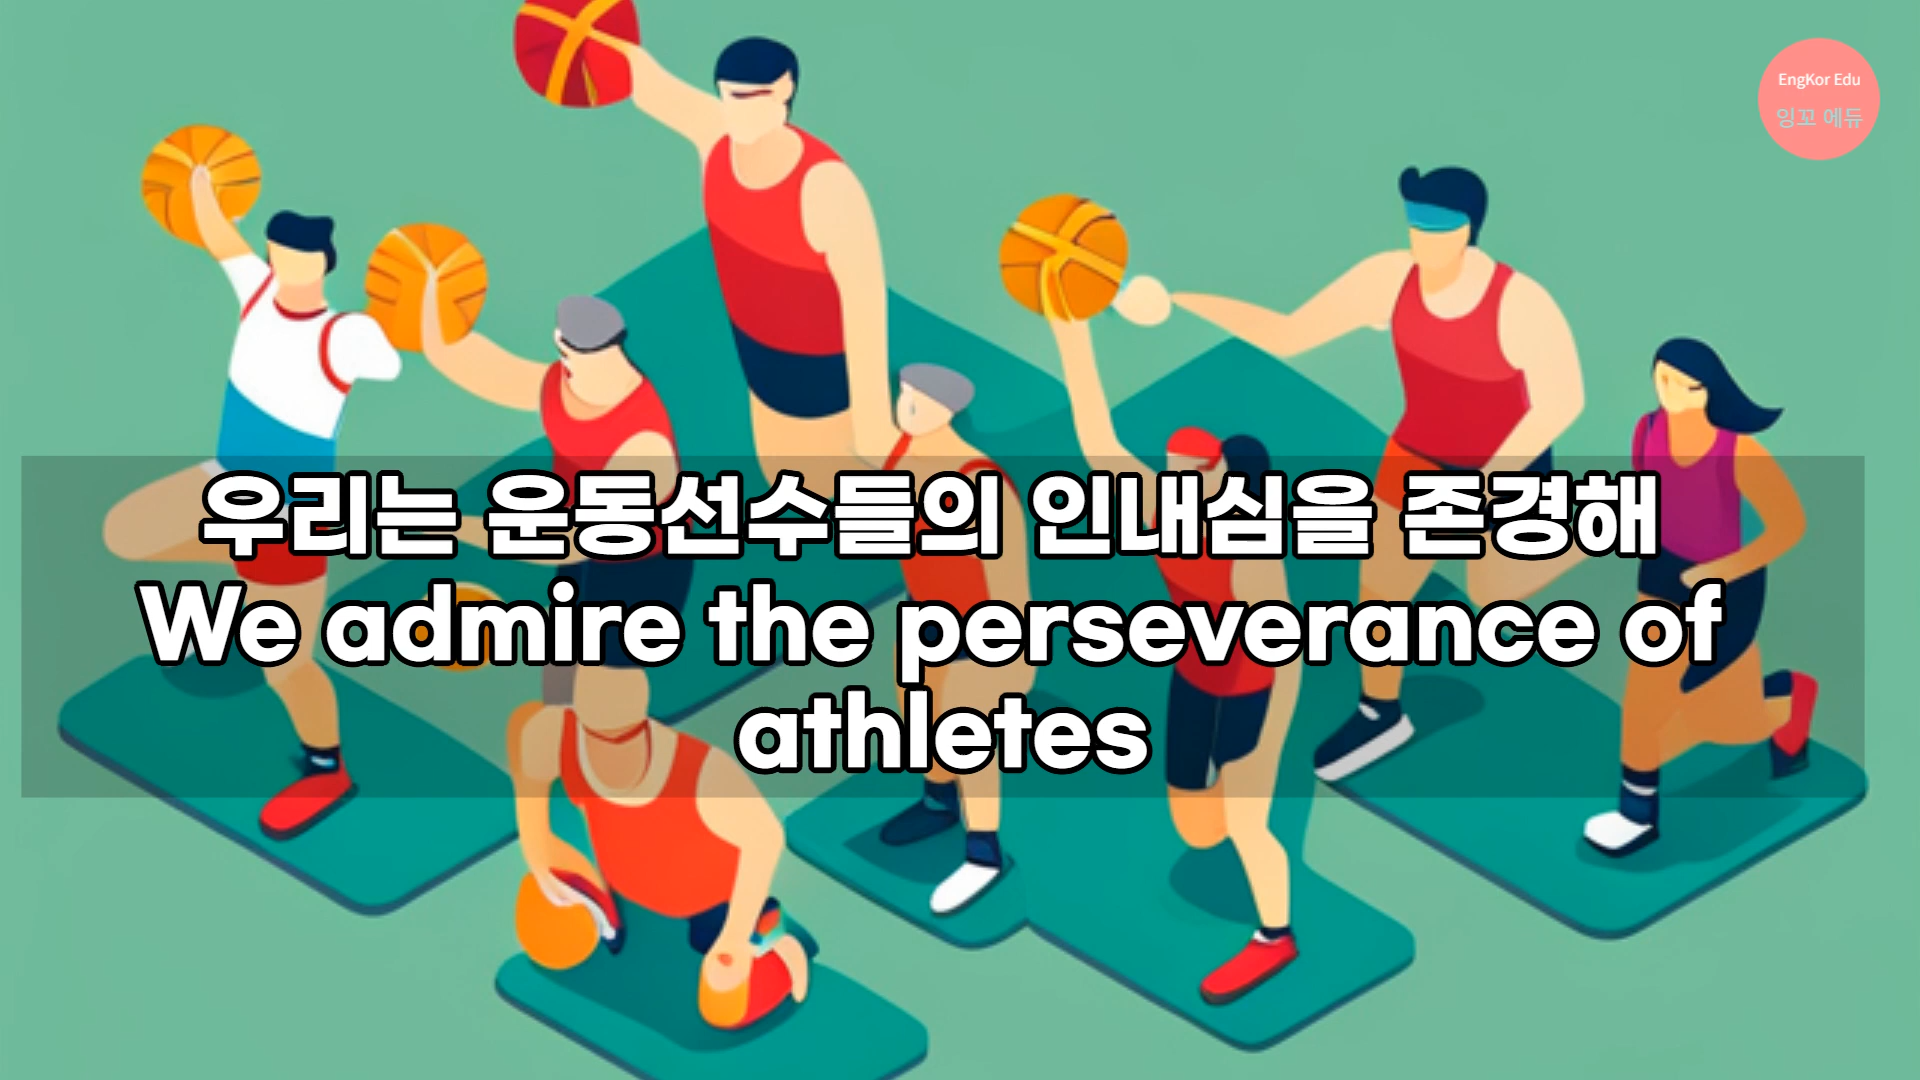 EngKor Edu
잉꼬 에듀
우리는 운동선수들의 인내심을 존경해
We admire the perseverance of
athletes